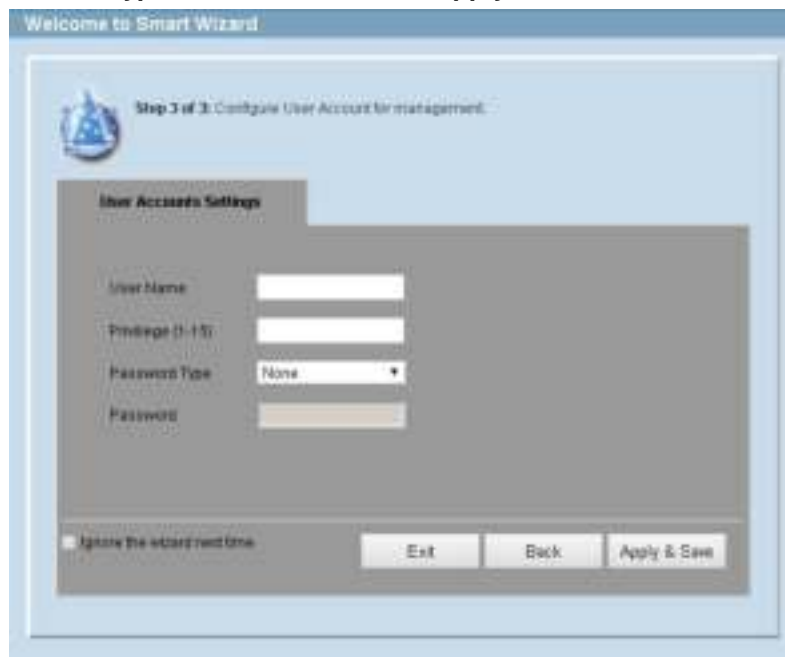 Welcome to Smart Wizard
Step 3 of 3: Configure User Account for management.
User Accounts Settings
User Name
Privilege (1-15)
Password Type
None
Password
Ignore the wizard next time
Exit
Back
Apply & Save